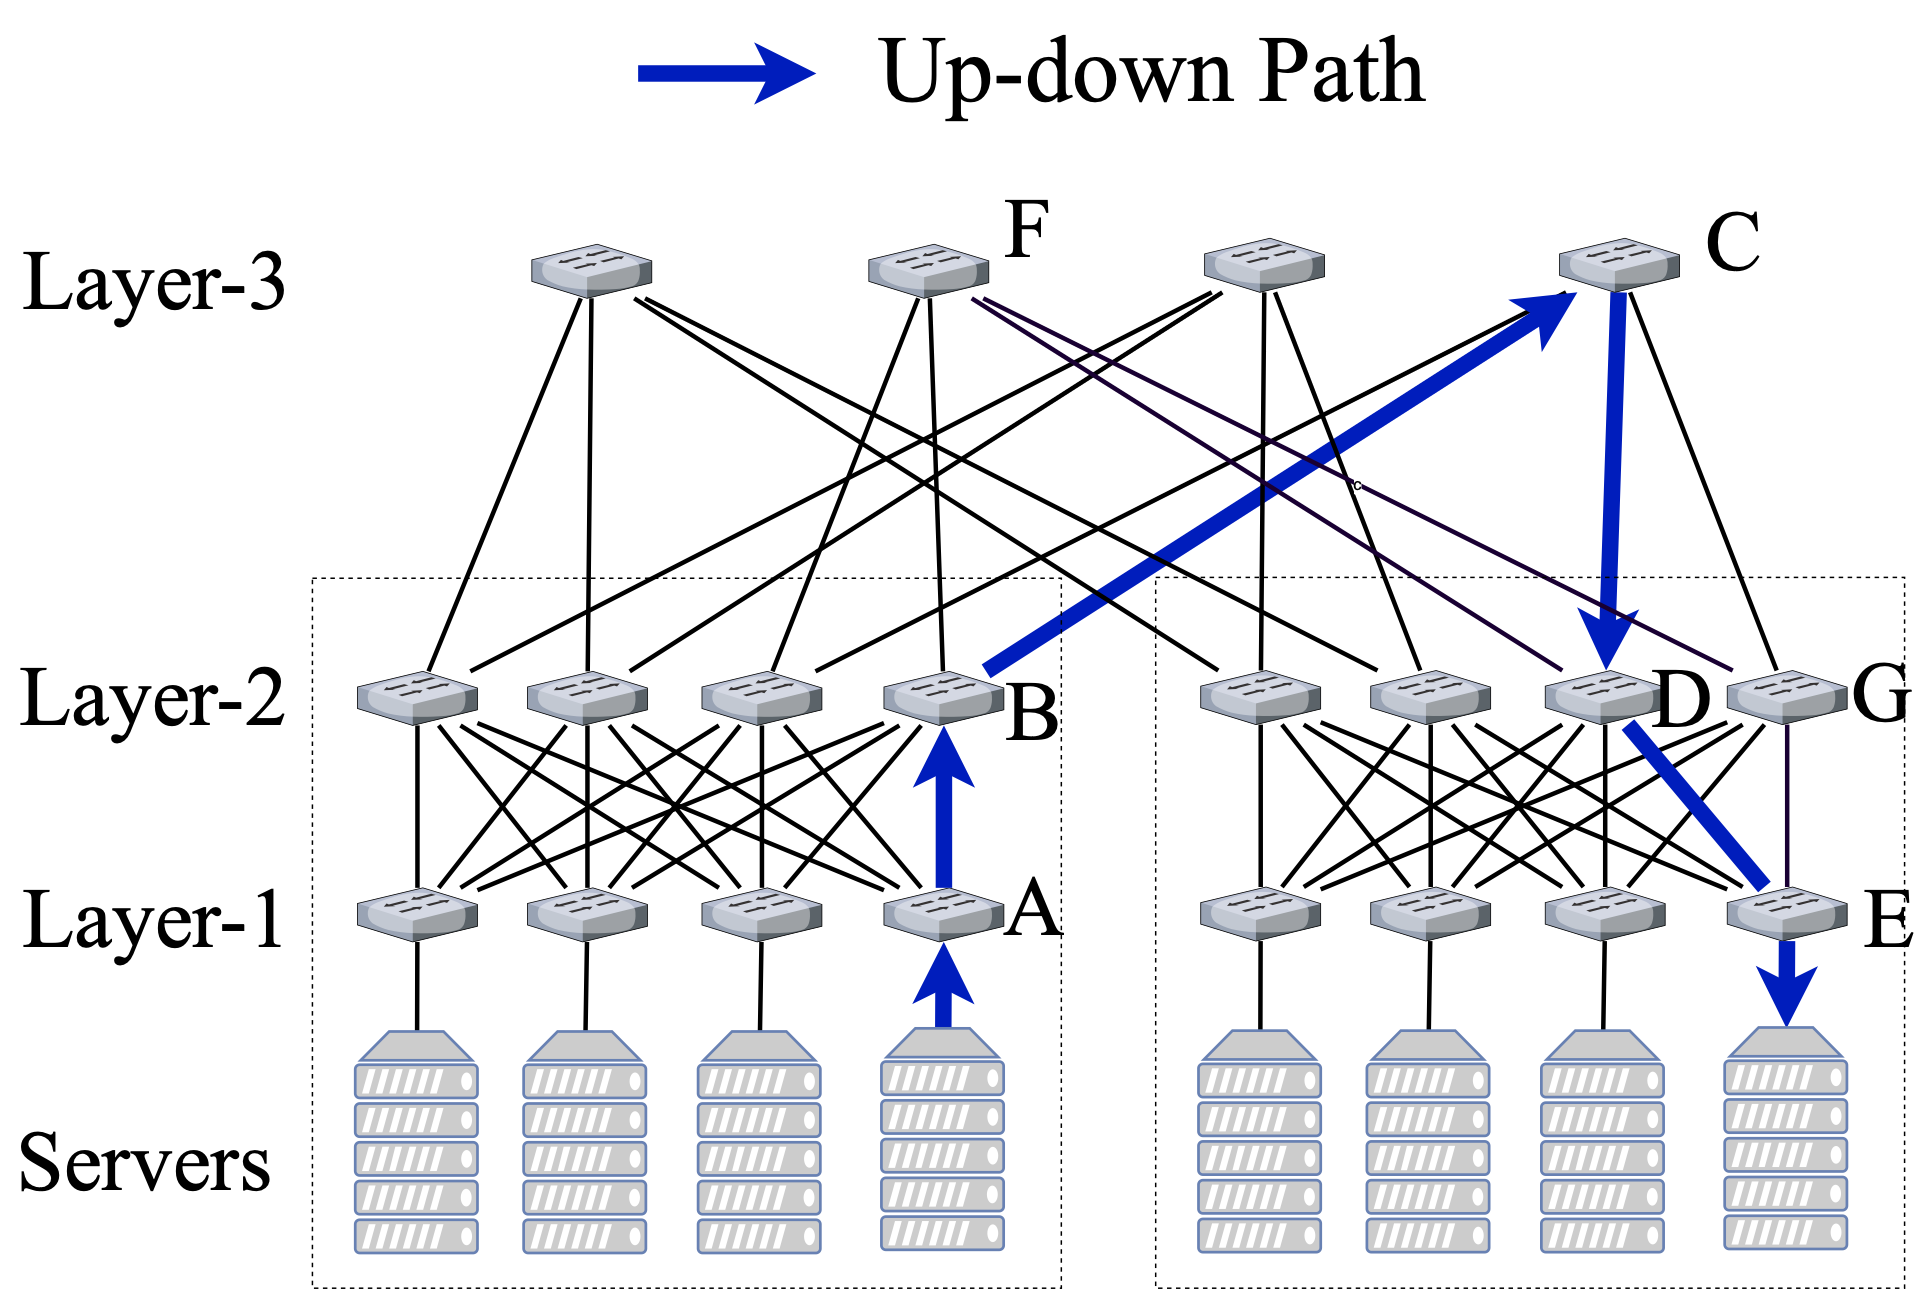 Up-down Path
F
C
Layer-3
c
Layer-2
B
D
G
Layer-1
A
E
Servers